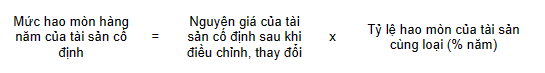 Mức hao mòn hàng
năm của tài sản cố
định
=
Nguyên giá của tài
sản cố định sau khi
điều chỉnh, thay đổi
x
Tỷ lệ hao mòn của tài sản
cùng loại (% năm)